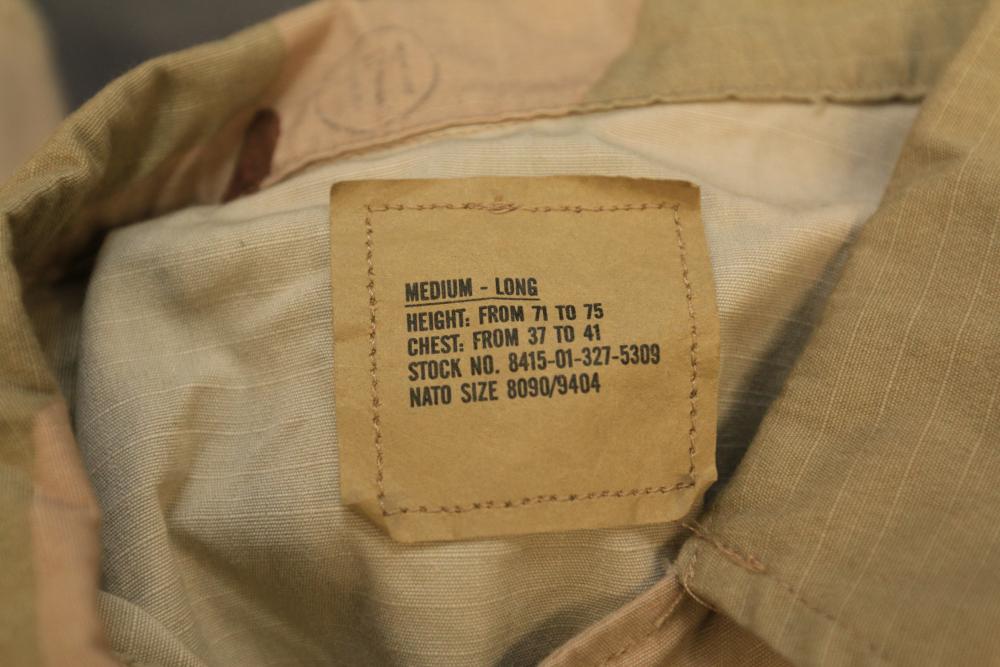 MEDIUM - LONG
HEIGHT: FROM 71 TO 75
CHEST: FROM 37 TO 41
STOCK NO. 8415-01-327-5309
NATO SIZE 8090/9404